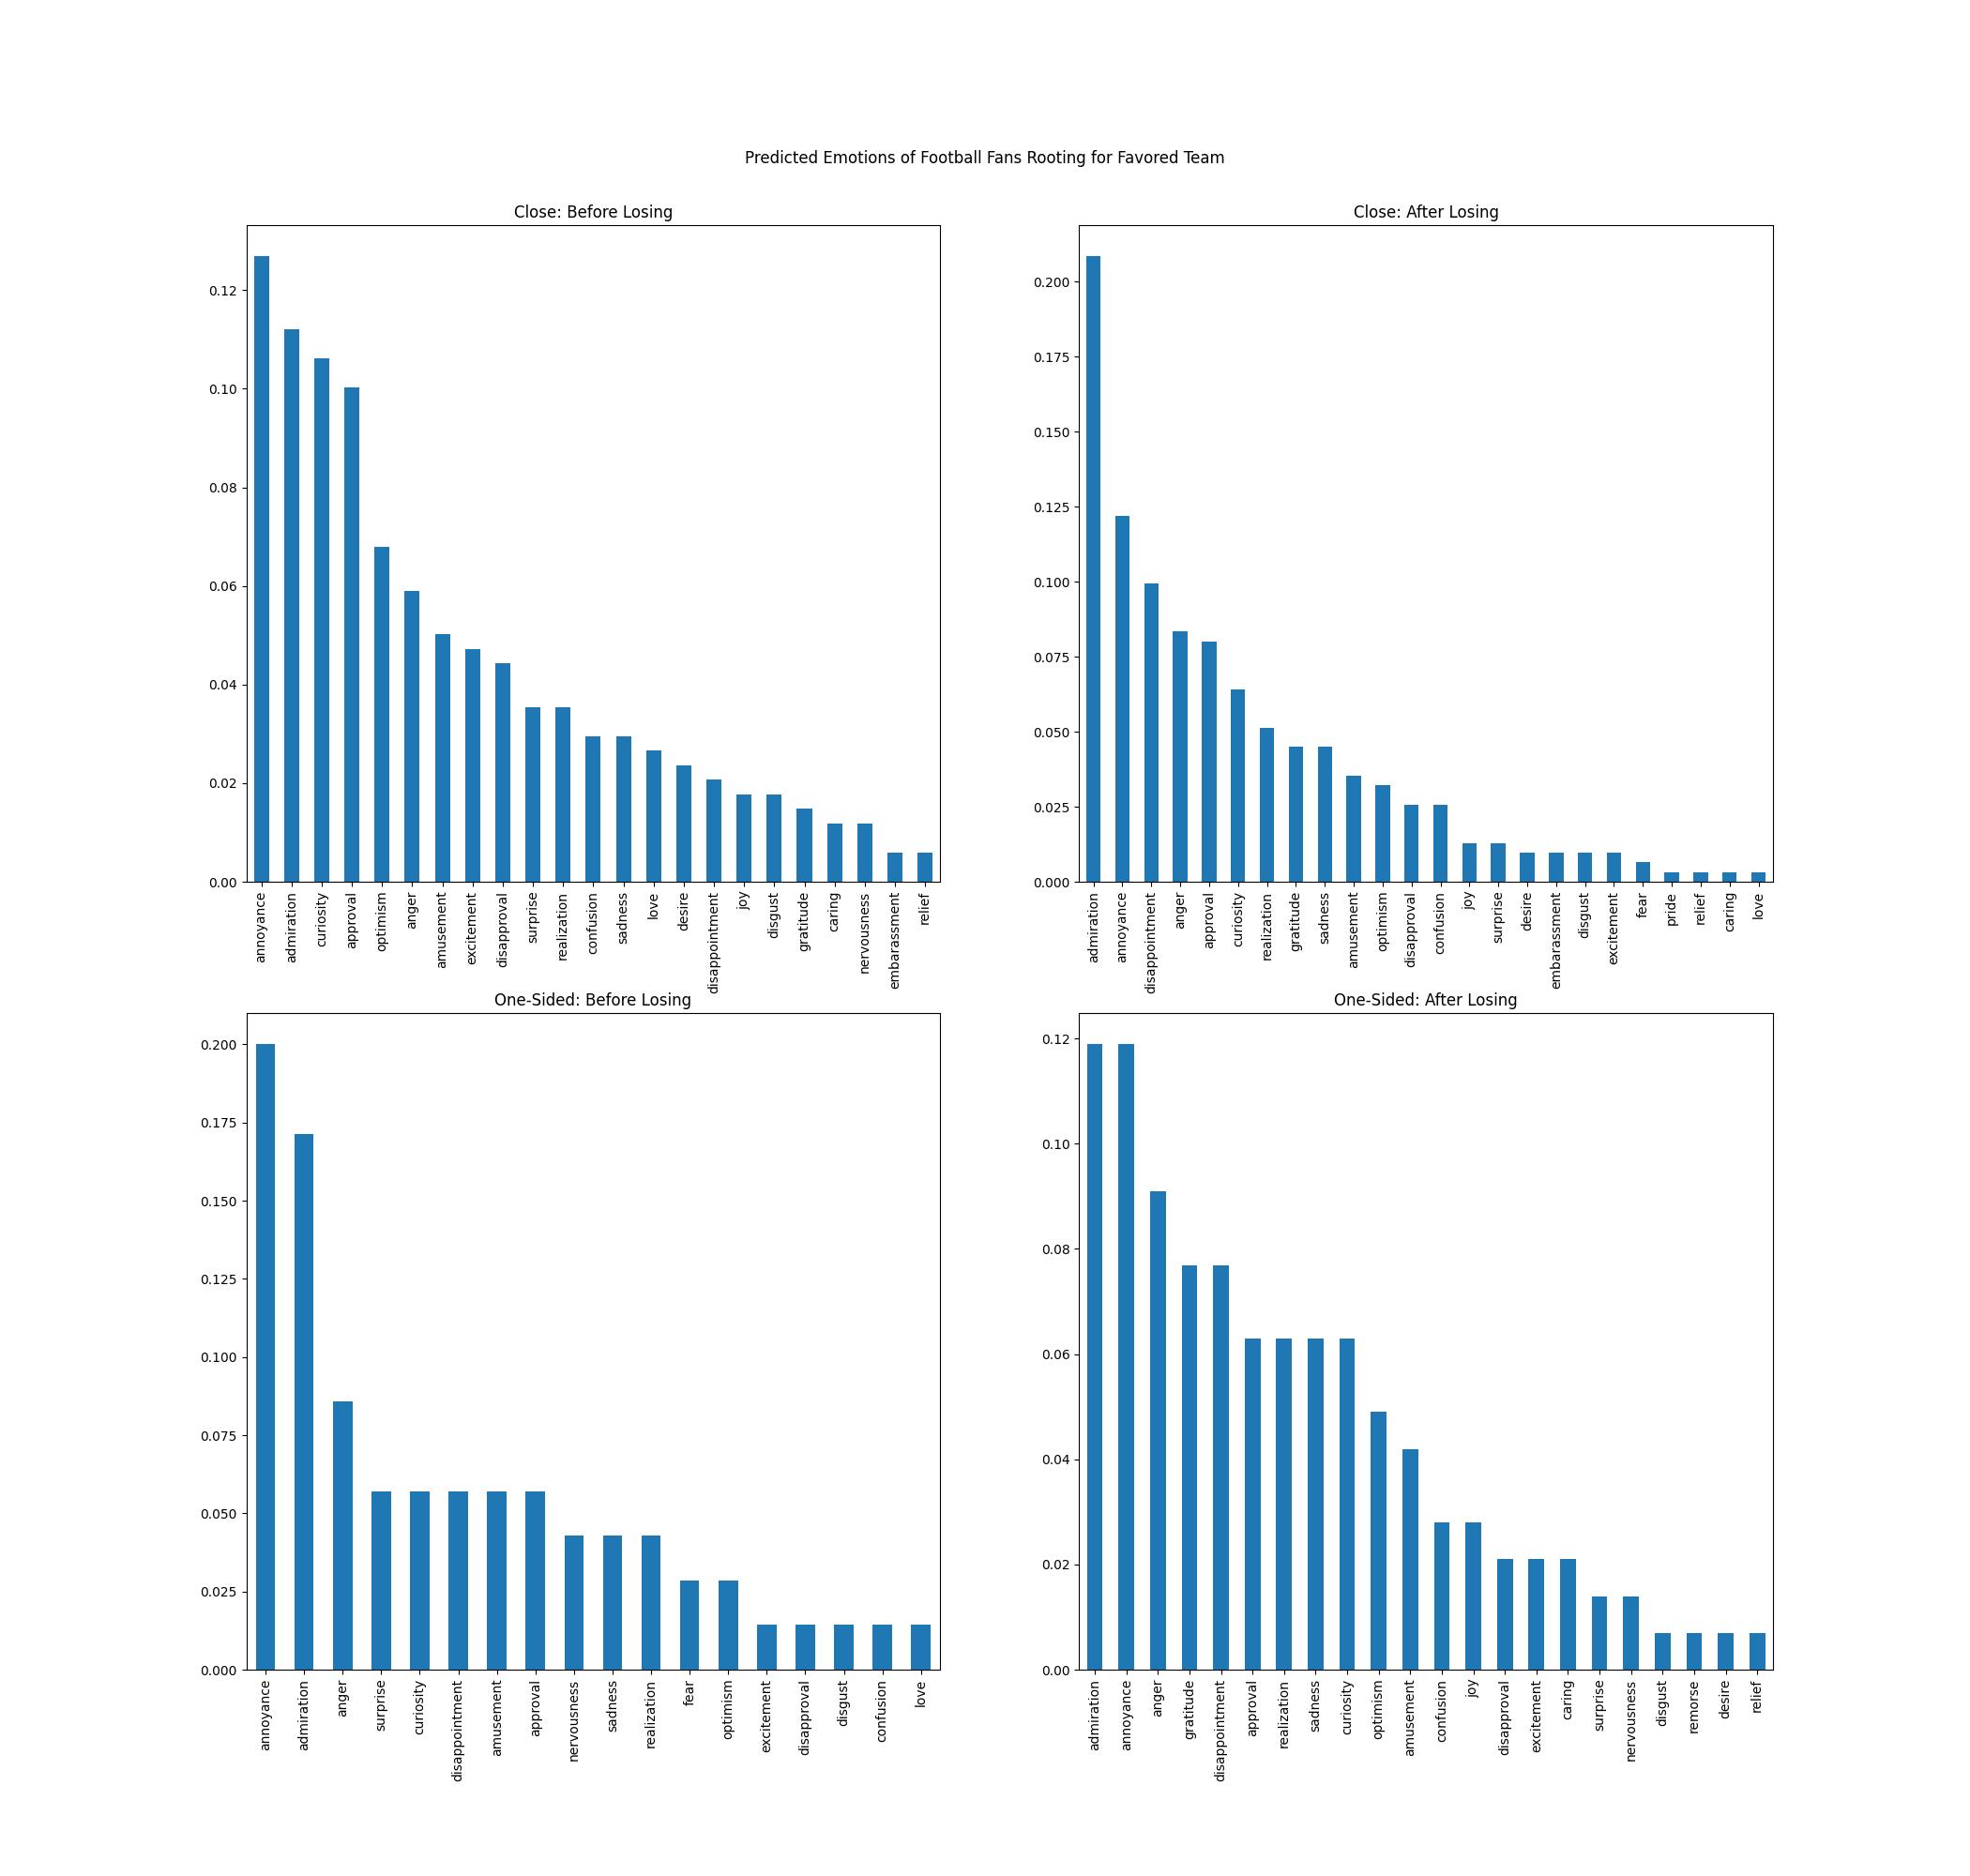 Predicted Emotions of Football Fans Rooting for Favored Team
Close: Before Losing
0.12
0.10
0.08
0.06
0.04
0.02
0.00
annoyance
admiration
curiosity
approval
optimism
anger
amusement
excitement
disapproval
surprise
realization
confusion
sadness
love
desire
disappointment
joy
disgust
gratitude
caring
nervousness
embarrassment
relief
Close: After Losing
0.200
0.175
0.150
0.125
0.100
0.075
0.050
0.025
0.000
admiration
annoyance
disappointment
anger
approval
curiosity
realization
gratitude
sadness
amusement
optimism
disapproval
confusion
joy
surprise
desire
embarrassment
disgust
excitement
fear
pride
relief
caring
love
One-Sided: Before Losing
0.200
0.175
0.150
0.125
0.100
0.075
0.050
0.025
0.000
annoyance
admiration
anger
surprise
curiosity
disappointment
amusement
approval
nervousness
sadness
realization
fear
optimism
excitement
disapproval
disgust
confusion
love
One-Sided: After Losing
0.12
0.10
0.08
0.06
0.04
0.02
0.00
admiration
annoyance
anger
gratitude
disappointment
approval
realization
sadness
curiosity
optimism
amusement
confusion
joy
disapproval
excitement
caring
surprise
nervousness
disgust
remorse
desire
relief